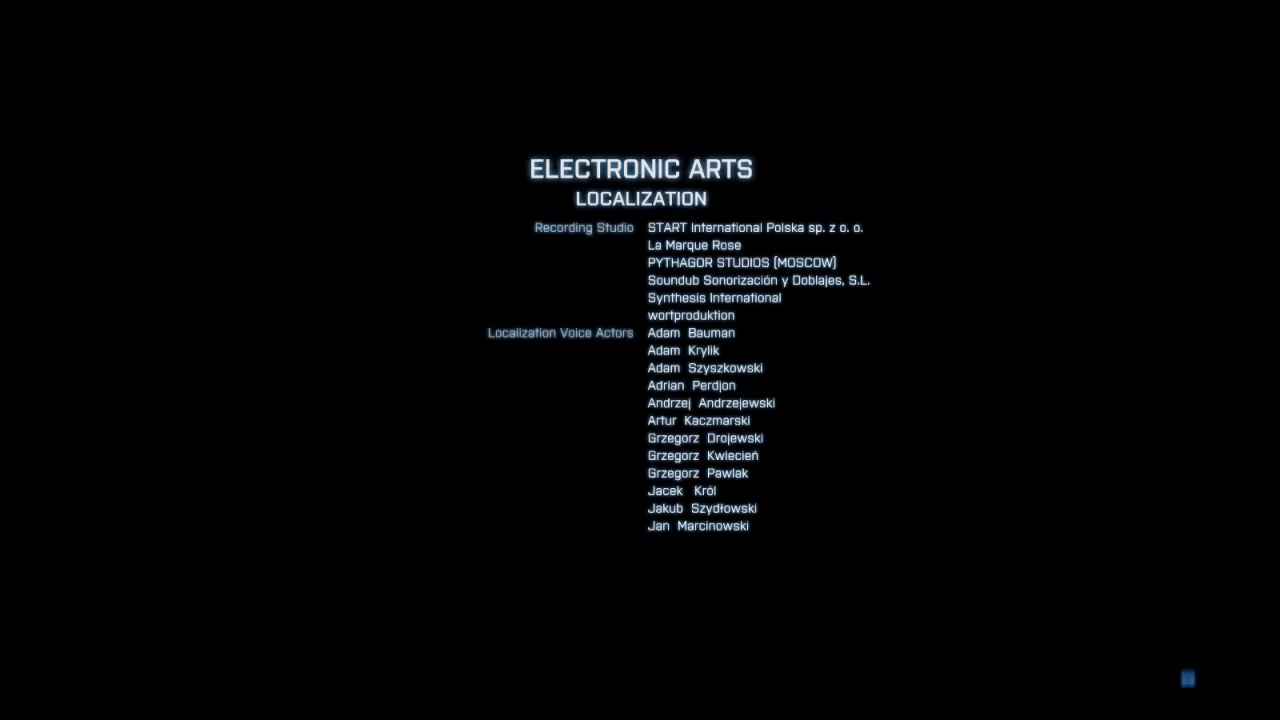 ELECTRONIC ARTS
LOCALIZATION
Recording Studio START International Polska sp. z o. o.
La Marque Rose
PYTHAGOR STUDIOS (MOSCOW)
Soundub Sonorización y Doblajes, S.L.
Synthesis International
wortproduktion
Localization Voice Actors Adam Bauman
Adam Krylik
Adam Szyszkowski
Adrian Perdjon
Andrzej Andrzejewski
Artur Kaczmarski
Grzegorz Drojewski
Grzegorz Kwiecień
Grzegorz Pawlak
Jacek Król
Jakub Szydłowski
Jan Marcinowski